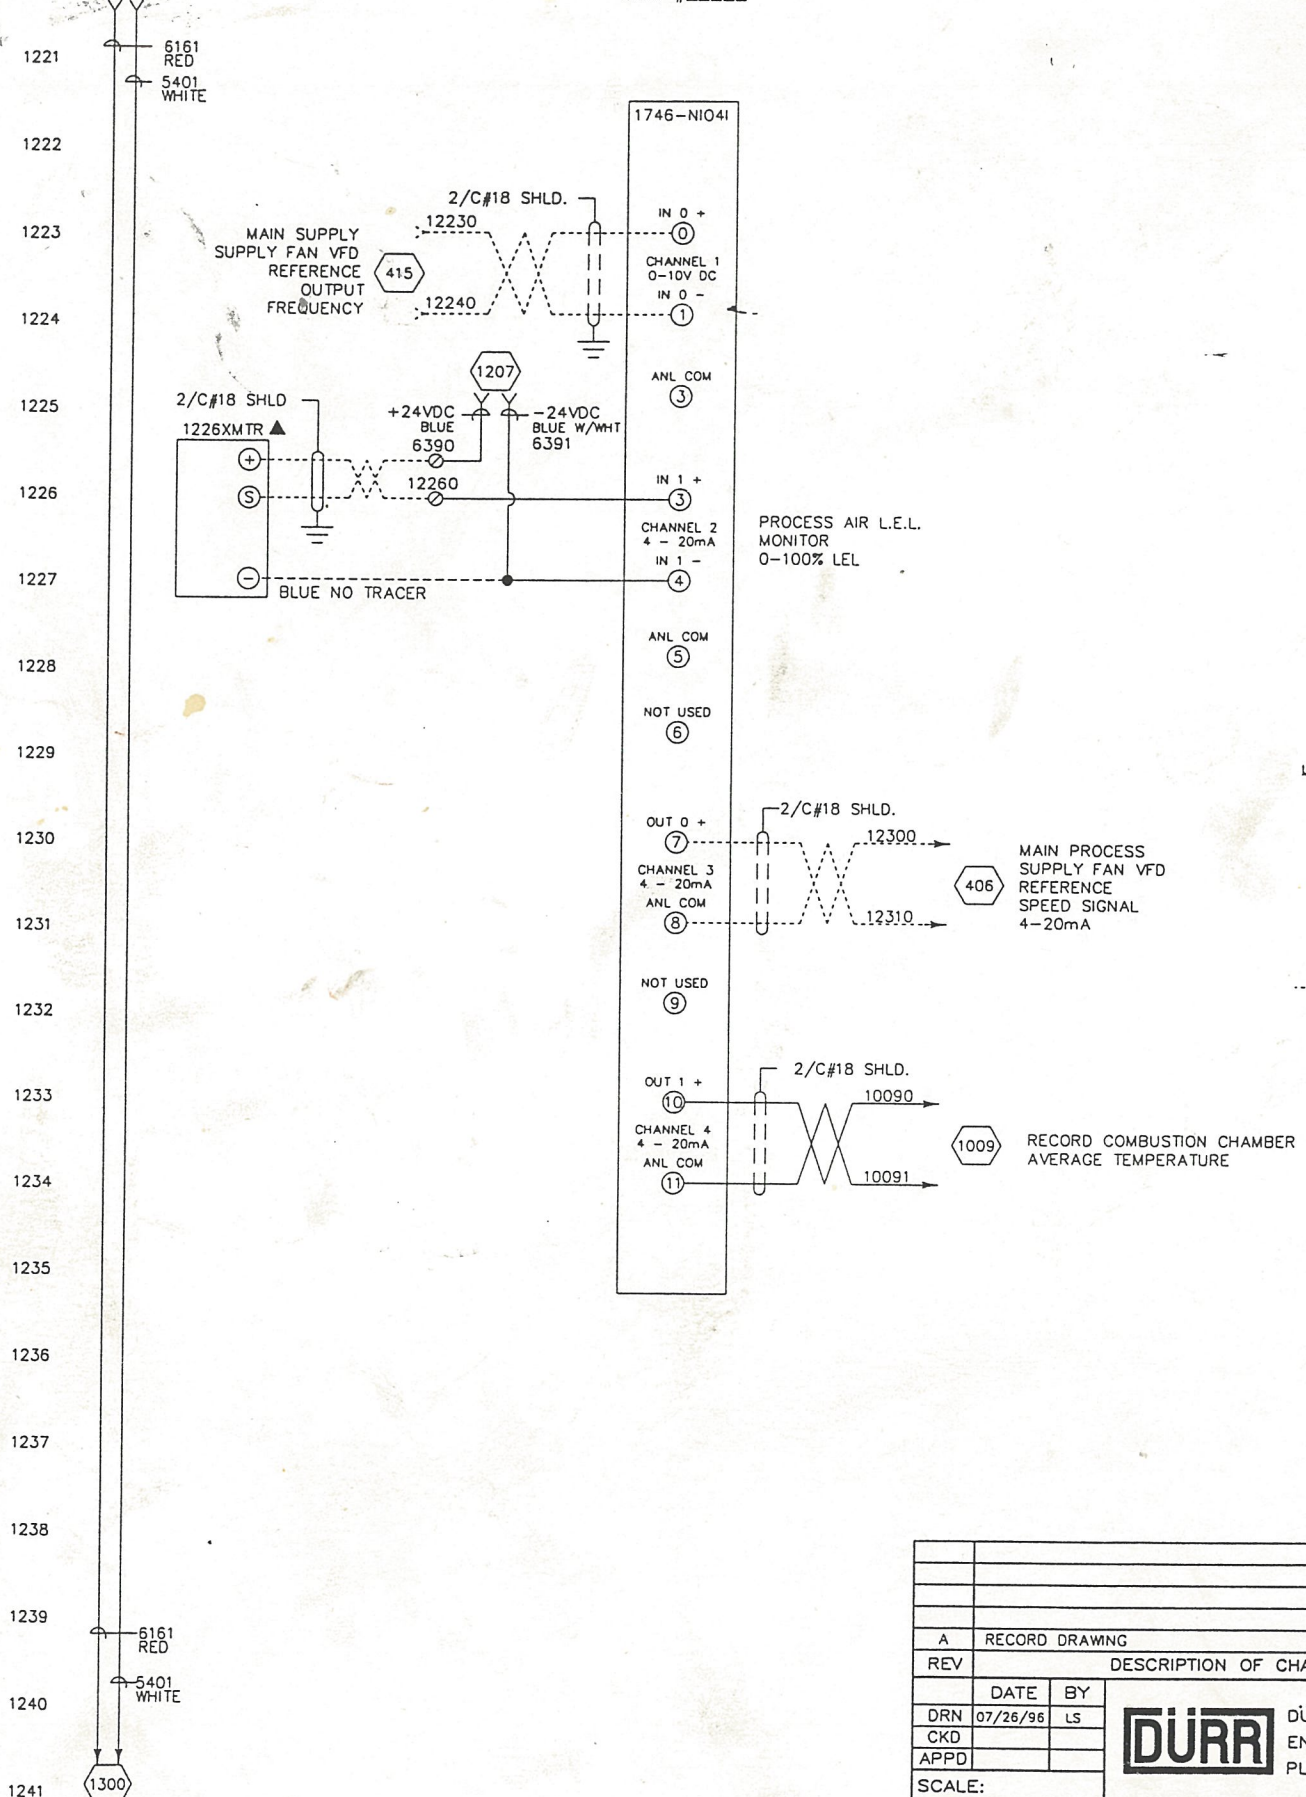 1221
6161
RED
5401
WHITE
1222
1746-NIO4I
1223
2/C#18 SHLD.
12230
IN 0 +
0
MAIN SUPPLY
SUPPLY FAN VFD
REFERENCE
OUTPUT
FREQUENCY
415
CHANNEL 1
0-10V DC
12240
IN 0 -
1
1224
1207
ANL COM
3
1225
2/C#18 SHLD
+24VDC
BLUE
6390
-24VDC
BLUE W/WHT
6391
1226XMTR
+
12260
IN 1 +
3
1226
S
CHANNEL 2
4 - 20mA
PROCESS AIR L.E.L.
MONITOR
0-100% LEL
IN 1 -
4
1227
-
BLUE NO TRACER
ANL COM
5
1228
NOT USED
6
1229
2/C#18 SHLD.
1230
OUT 0 +
7
12300
CHANNEL 3
4 - 20mA
406
MAIN PROCESS
SUPPLY FAN VFD
REFERENCE
SPEED SIGNAL
4-20mA
ANL COM
8
12310
1231
NOT USED
9
1232
2/C#18 SHLD.
1233
OUT 1 +
10
10090
CHANNEL 4
4 - 20mA
1009
RECORD COMBUSTION CHAMBER
AVERAGE TEMPERATURE
ANL COM
11
10091
1234
1235
1236
1237
1238
1239
6161
RED
5401
WHITE
1240
1300
1241
A RECORD DRAWING
REV DESCRIPTION OF CHA
DATE BY
DRN 07/26/96 LS
CKD
APPD
SCALE:
DÜRR
DÜ
EN
PL